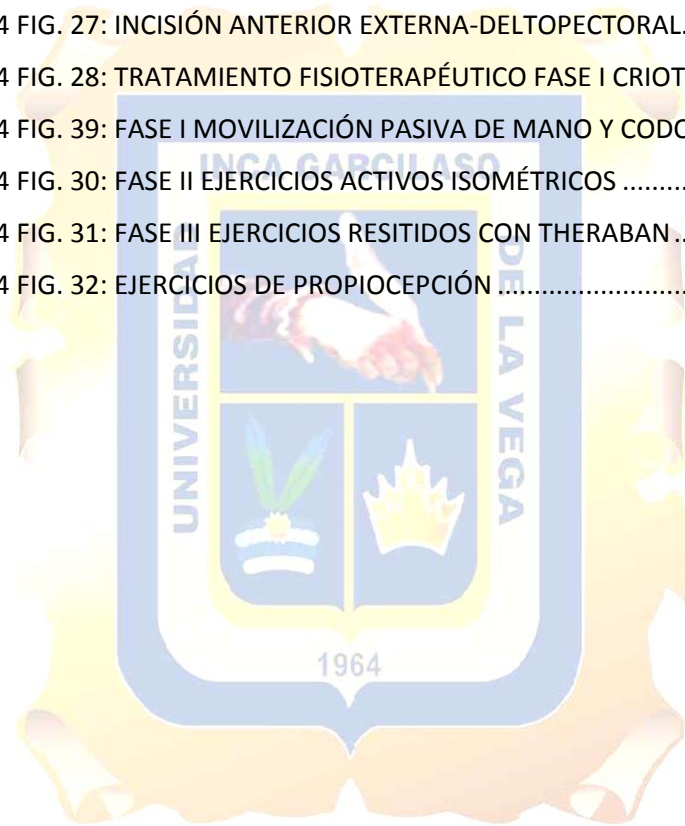 4 FIG. 27: INCISIÓN ANTERIOR EXTERNA-DELTOPECTORAL.
4 FIG. 28: TRATAMIENTO FISIOTERAPÉUTICO FASE I CRIOT
4 FIG. 39: FASE I MOVILIZACIÓN PASIVA DE MANO Y CODO
4 FIG. 30: FASE II EJERCICIOS ACTIVOS ISOMÉTRICOS .........
4 FIG. 31: FASE III EJERCICIOS RESITIDOS CON THERABAN ..
4 FIG. 32: EJERCICIOS DE PROPIOCEPCIÓN ..........................
UNIVERSIDAD
INCA GARCILASO
DE LA VEGA
1964